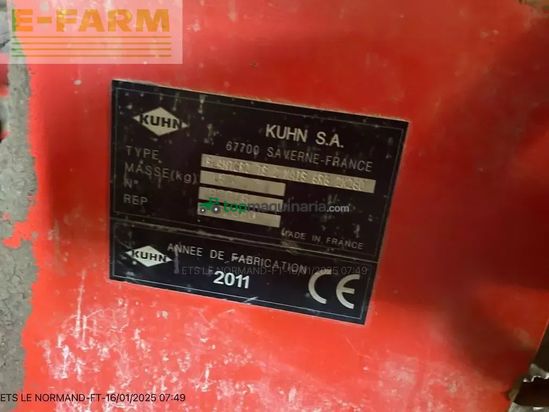 E-FARM
KUHN
KUHN S.A.
67700 SAVERNE-FRANCE
TYPE
MASSE(kg)
N°
REP
topmaquinaria.com
MADE IN FRANCE
KUHN
ANNEE DE FABRICATION
ETS LE NORMAND-FT-16/01/2025 07:49
2011
CE
ETS LE NORMAND-FT-16/01/2025 07:49